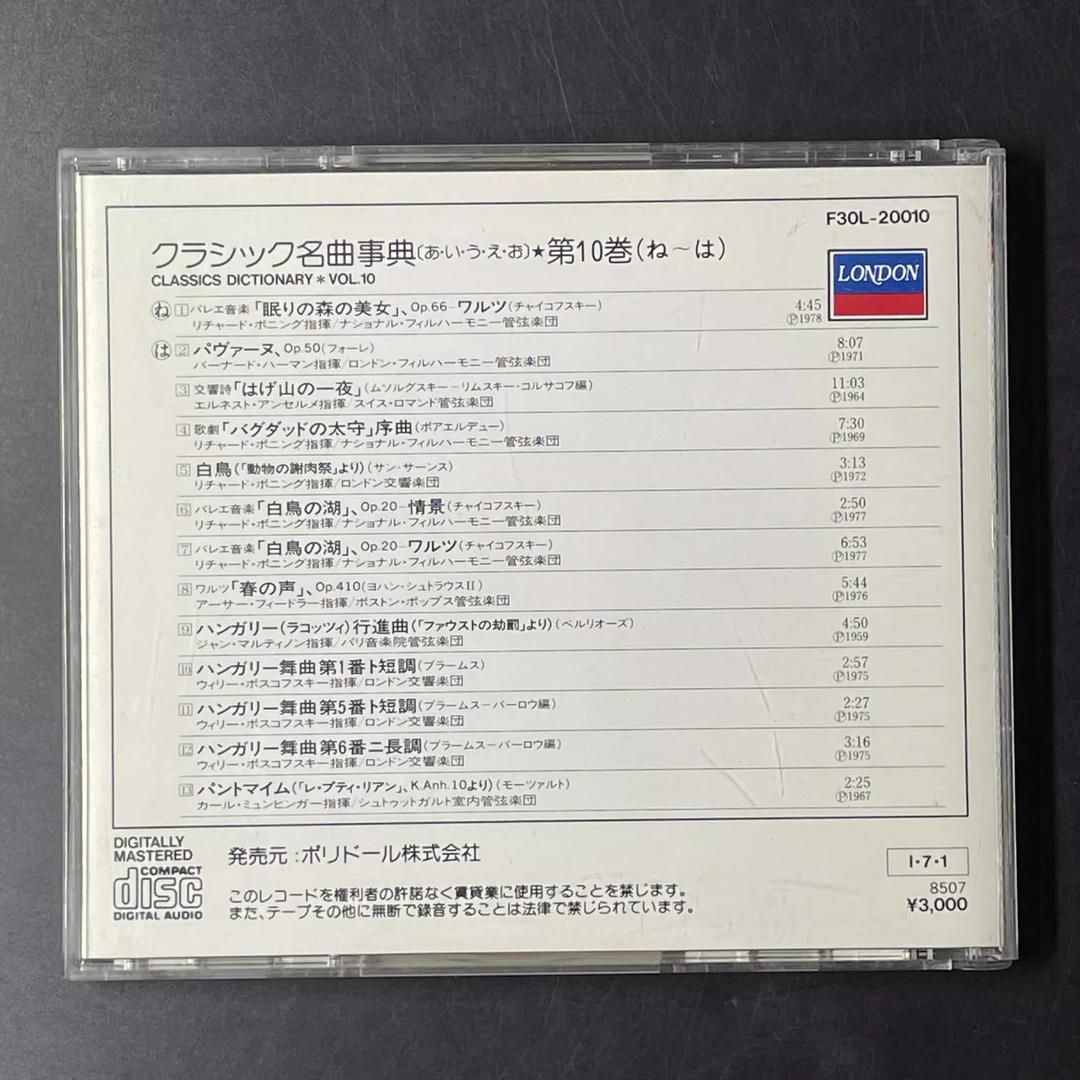 F30L-20010
クラシック名曲事典〔あ・い・う・え・お〕★第10巻(ね〜は)
CLASSICS DICTIONARY＊VOL.10
LONDON
ね 1 バレエ音楽「眠りの森の美女」、Op.66−ワルツ(チャイコフスキー) 4:45
リチャード・ボニング指揮/ナショナル・フィルハーモニー管弦楽団 ℗1978
は 2 パヴァーヌ、Op.50(フォーレ) 8:07
バーナード・ハーマン指揮/ロンドン・フィルハーモニー管弦楽団 ℗1971
3 交響詩「はげ山の一夜」(ムソルグスキー−リムスキー・コルサコフ編) 11:03
エルネスト・アンセルメ指揮/スイス・ロマンド管弦楽団 ℗1964
4 歌劇「バグダッドの太守」序曲(ボアエルデュー) 7:30
リチャード・ボニング指揮/ナショナル・フィルハーモニー管弦楽団 ℗1969
5 白鳥(「動物の謝肉祭」より)(サン・サーンス) 3:13
リチャード・ボニング指揮/ロンドン交響楽団 ℗1972
6 バレエ音楽「白鳥の湖」、Op.20−情景(チャイコフスキー) 2:50
リチャード・ボニング指揮/ナショナル・フィルハーモニー管弦楽団 ℗1977
7 バレエ音楽「白鳥の湖」、Op.20−ワルツ(チャイコフスキー) 6:53
リチャード・ボニング指揮/ナショナル・フィルハーモニー管弦楽団 ℗1977
8 ワルツ「春の声」、Op.410(ヨハン・シュトラウスII) 5:44
アーサー・フィードラー指揮/ボストン・ポップス管弦楽団 ℗1976
9 ハンガリー(ラコッツィ)行進曲(「ファウストの劫罰」より)(ベルリオーズ) 4:50
ジャン・マルティノン指揮/パリ音楽院管弦楽団 ℗1959
10 ハンガリー舞曲第1番ト短調(ブラームス) 2:57
ウィリー・ボスコフスキー指揮/ロンドン交響楽団 ℗1975
11 ハンガリー舞曲第5番ト短調(ブラームス−パーロウ編) 2:27
ウィリー・ボスコフスキー指揮/ロンドン交響楽団 ℗1975
12 ハンガリー舞曲第6番ニ長調(ブラームス−パーロウ編) 3:16
ウィリー・ボスコフスキー指揮/ロンドン交響楽団 ℗1975
13 パントマイム(「レ・プティ・リアン」、K.Anh.10より)(モーツァルト) 2:25
カール・ミュンヒンガー指揮/シュトゥットガルト室内管弦楽団 ℗1967
DIGITALLY
MASTERED
COMPACT
disc
DIGITAL AUDIO
発売元：ポリドール株式会社
このレコードを権利者の許諾なく賃貸業に使用することを禁じます。
また、テープその他に無断で録音することは法律で禁じられています。
I・7・1
8507
¥3,000